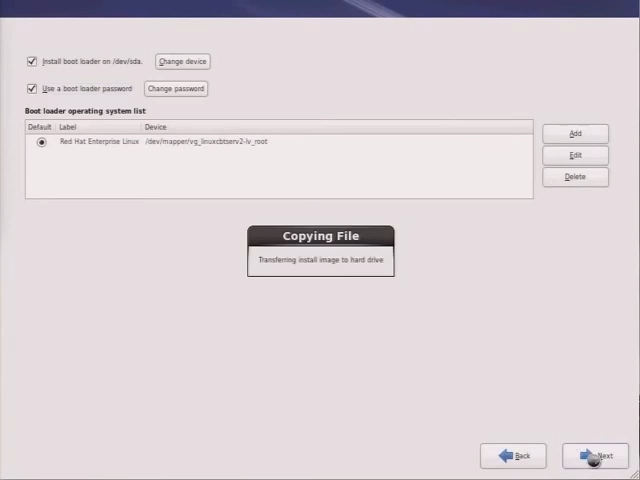 Install boot loader on /dev/sda.
Change device
Use a boot loader password
Change password
Boot loader operating system list
Default Label Device
Red Hat Enterprise Linux /dev/mapper/vg_linuxcbtserv2-lv_root
Add
Edit
Delete
Copying File
Transferring install image to hard drive
Back
Next